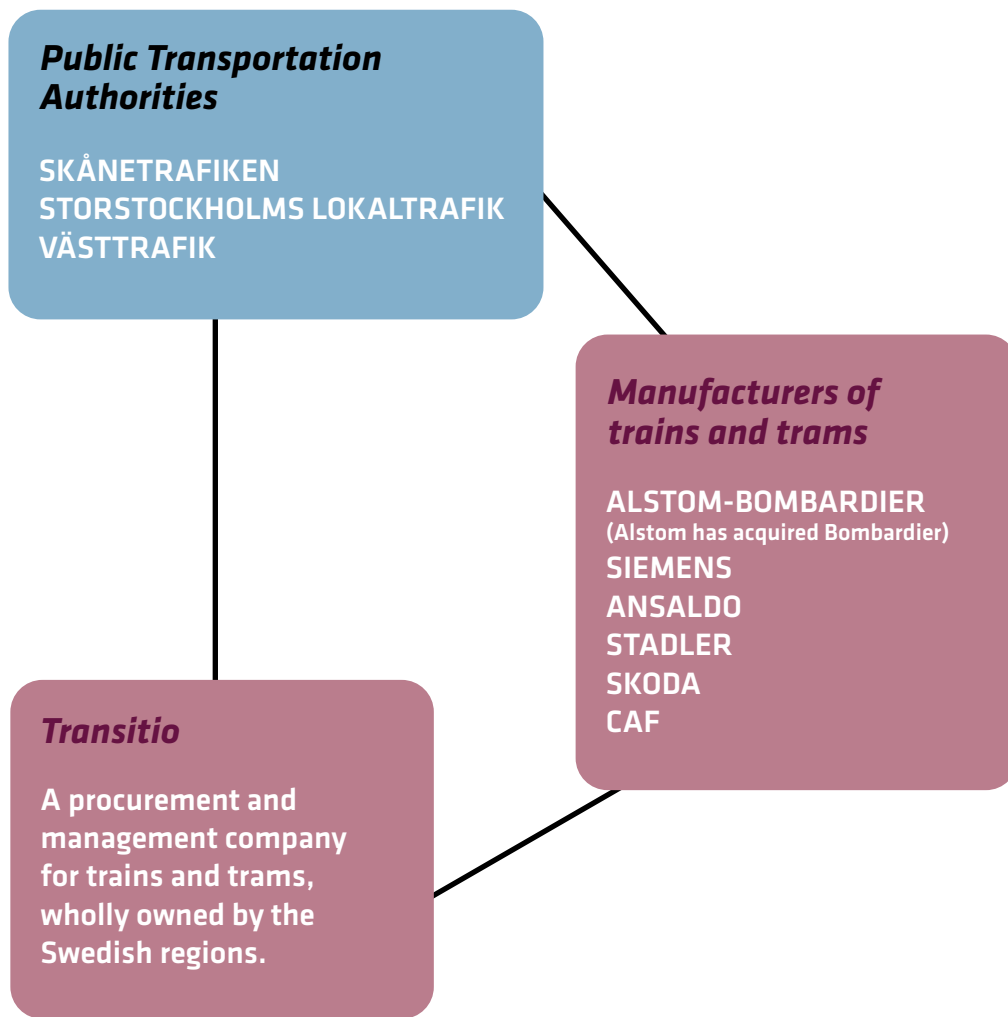 Public Transportation
Authorities
SKÅNETRAFIKEN
STORSTOCKHOLMS LOKALTRAFIK
VÄSTTRAFIK
Manufacturers of
trains and trams
ALSTOM-BOMBARDIER
(Alstom has acquired Bombardier)
SIEMENS
ANSALDO
STADLER
SKODA
CAF
Transitio
A procurement and
management company
for trains and trams,
wholly owned by the
Swedish regions.